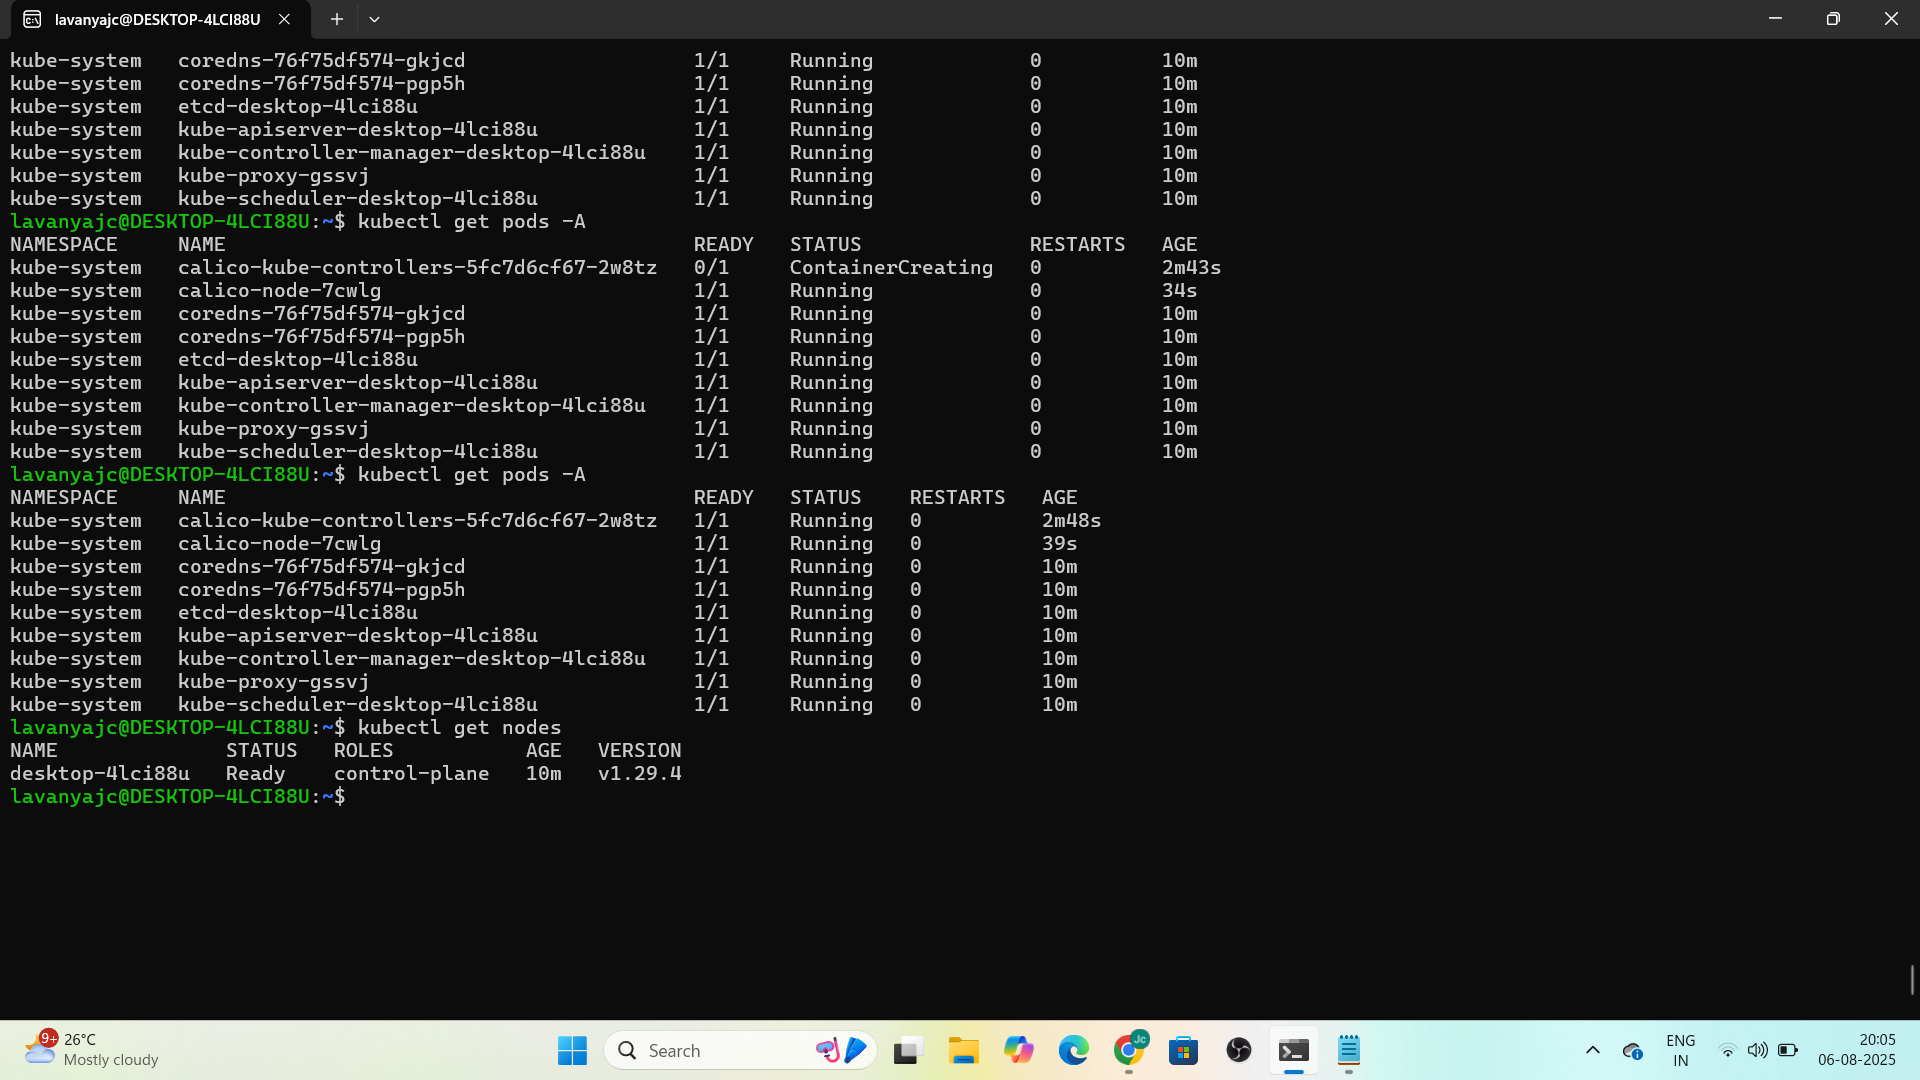 lavanyajc@DESKTOP-4LCI88U
kube-system   coredns-76f75df574-gkjcd                   1/1     Running             0          10m
kube-system   coredns-76f75df574-pgp5h                   1/1     Running             0          10m
kube-system   etcd-desktop-4lci88u                       1/1     Running             0          10m
kube-system   kube-apiserver-desktop-4lci88u             1/1     Running             0          10m
kube-system   kube-controller-manager-desktop-4lci88u    1/1     Running             0          10m
kube-system   kube-proxy-gssvj                           1/1     Running             0          10m
kube-system   kube-scheduler-desktop-4lci88u             1/1     Running             0          10m
lavanyajc@DESKTOP-4LCI88U:~$ kubectl get pods -A
NAMESPACE     NAME                                       READY   STATUS              RESTARTS   AGE
kube-system   calico-kube-controllers-5fc7d6cf67-2w8tz   0/1     ContainerCreating   0          2m43s
kube-system   calico-node-7cwlg                          1/1     Running             0          34s
kube-system   coredns-76f75df574-gkjcd                   1/1     Running             0          10m
kube-system   coredns-76f75df574-pgp5h                   1/1     Running             0          10m
kube-system   etcd-desktop-4lci88u                       1/1     Running             0          10m
kube-system   kube-apiserver-desktop-4lci88u             1/1     Running             0          10m
kube-system   kube-controller-manager-desktop-4lci88u    1/1     Running             0          10m
kube-system   kube-proxy-gssvj                           1/1     Running             0          10m
kube-system   kube-scheduler-desktop-4lci88u             1/1     Running             0          10m
lavanyajc@DESKTOP-4LCI88U:~$ kubectl get pods -A
NAMESPACE     NAME                                       READY   STATUS    RESTARTS   AGE
kube-system   calico-kube-controllers-5fc7d6cf67-2w8tz   1/1     Running   0          2m48s
kube-system   calico-node-7cwlg                          1/1     Running   0          39s
kube-system   coredns-76f75df574-gkjcd                   1/1     Running   0          10m
kube-system   coredns-76f75df574-pgp5h                   1/1     Running   0          10m
kube-system   etcd-desktop-4lci88u                       1/1     Running   0          10m
kube-system   kube-apiserver-desktop-4lci88u             1/1     Running   0          10m
kube-system   kube-controller-manager-desktop-4lci88u    1/1     Running   0          10m
kube-system   kube-proxy-gssvj                           1/1     Running   0          10m
kube-system   kube-scheduler-desktop-4lci88u             1/1     Running   0          10m
lavanyajc@DESKTOP-4LCI88U:~$ kubectl get nodes
NAME              STATUS   ROLES           AGE   VERSION
desktop-4lci88u   Ready    control-plane   10m   v1.29.4
lavanyajc@DESKTOP-4LCI88U:~$
9+
26°C
Mostly cloudy
Search
Jc
ENG
IN
20:05
06-08-2025